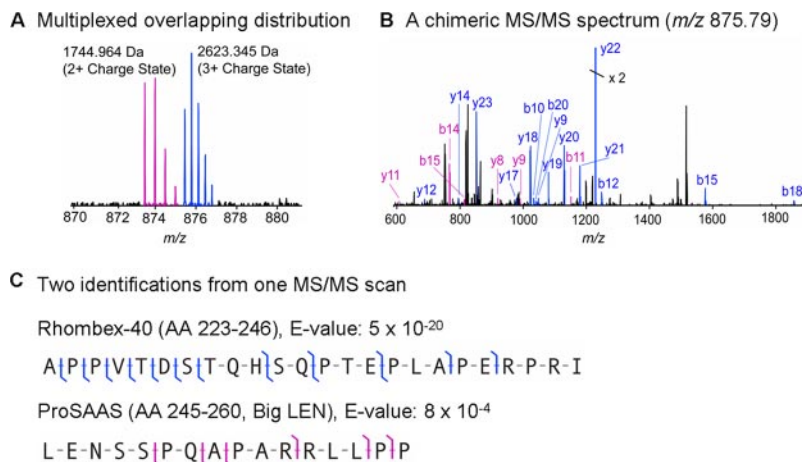 A Multiplexed overlapping distribution
1744.964 Da
(2+ Charge State)
2623.345 Da
(3+ Charge State)
870 872 874 876 878 880
m/z
B A chimeric MS/MS spectrum (m/z 875.79)
y22
x 2
y14
y23
b10
b20
y9
b14
y18
y20
b15
y8
y9
y19
b11
y21
y11
y12
y17
b12
b15
b18
600 800 1000 1200 1400 1600 1800
m/z
C Two identifications from one MS/MS scan
Rhombex-40 (AA 223-246), E-value: 5 x 10-20
A P P V T D S T - Q - H S - Q P - T - E P - L - A P - E R - P - R - I
ProSAAS (AA 245-260, Big LEN), E-value: 8 x 10-4
L - E - N - S - S P - Q A - P - A - R R - L - L P P